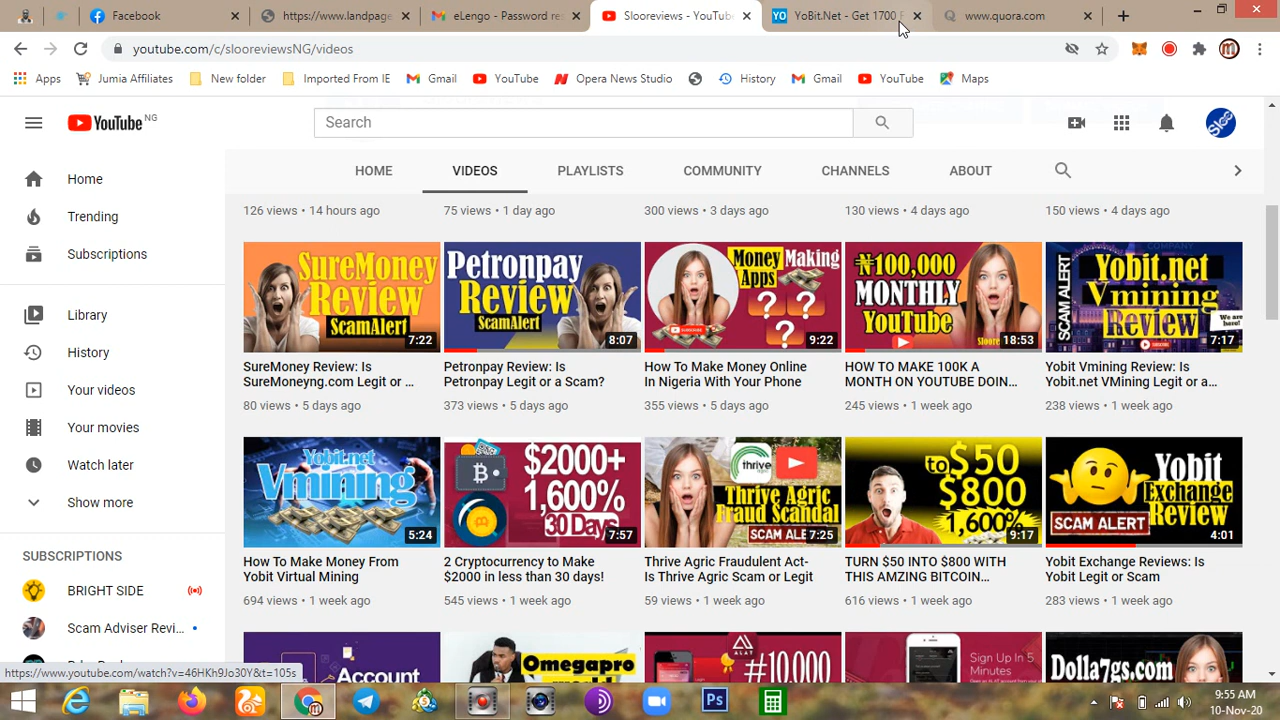 Facebook
https://www.landpage
eLengo - Password res
Slooreviews - YouTube
YoBit.Net - Get 1700
www.quora.com
youtube.com/c/slooreviewsNG/videos
Apps
Jumia Affiliates
New folder
Imported From IE
Gmail
YouTube
Opera News Studio
History
Gmail
YouTube
Maps
YouTube NG
Search
HOME
VIDEOS
PLAYLISTS
COMMUNITY
CHANNELS
ABOUT
Home
Trending
Subscriptions
Library
History
Your videos
Your movies
Watch later
Show more
SUBSCRIPTIONS
BRIGHT SIDE
Scam Adviser Revi...
126 views • 14 hours ago
75 views • 1 day ago
300 views • 3 days ago
130 views • 4 days ago
150 views • 4 days ago
SureMoney
Review
ScamAlert
7:22
Petronpay
Review
ScamAlert
8:07
Money Making
Apps
? ?
?
SUBSCRIBE
9:22
₦100,000
MONTHLY
YouTube
18:53
COMPANY
SCAM ALERT
Yobit.net
Vmining
Review
We are
here!
7:17
SureMoney Review: Is
SureMoneyng.com Legit or ...
80 views • 5 days ago
Petronpay Review: Is
Petronpay Legit or a Scam?
373 views • 5 days ago
How To Make Money Online
In Nigeria With Your Phone
355 views • 5 days ago
HOW TO MAKE 100K A
MONTH ON YOUTUBE DOIN...
245 views • 1 week ago
Yobit Vmining Review: Is
Yobit.net VMining Legit or a...
238 views • 1 week ago
Yobit.net
Vmining
5:24
$2000+
1,600%
30 Days
7:57
thrive
agric
Thrive Agric
Fraud Scandal
SCAM ALE
7:25
to $50
$800
1,600%
9:17
Yobit
Exchange
Review
SCAM ALERT
4:01
How To Make Money From
Yobit Virtual Mining
694 views • 1 week ago
2 Cryptocurrency to Make
$2000 in less than 30 days!
545 views • 1 week ago
Thrive Agric Fraudulent Act-
Is Thrive Agric Scam or Legit
59 views • 1 week ago
TURN $50 INTO $800 WITH
THIS AMZING BITCOIN...
616 views • 1 week ago
Yobit Exchange Reviews: Is
Yobit Legit or Scam
283 views • 1 week ago
Account
Omegapro
ALAT
#10,000
Sign Up In 5
Minutes
Dolla7gs.com
https://www.youtube.com/watch?v=46HKh9Jo30Y&t=105s
Ps
9:55 AM
10-Nov-20